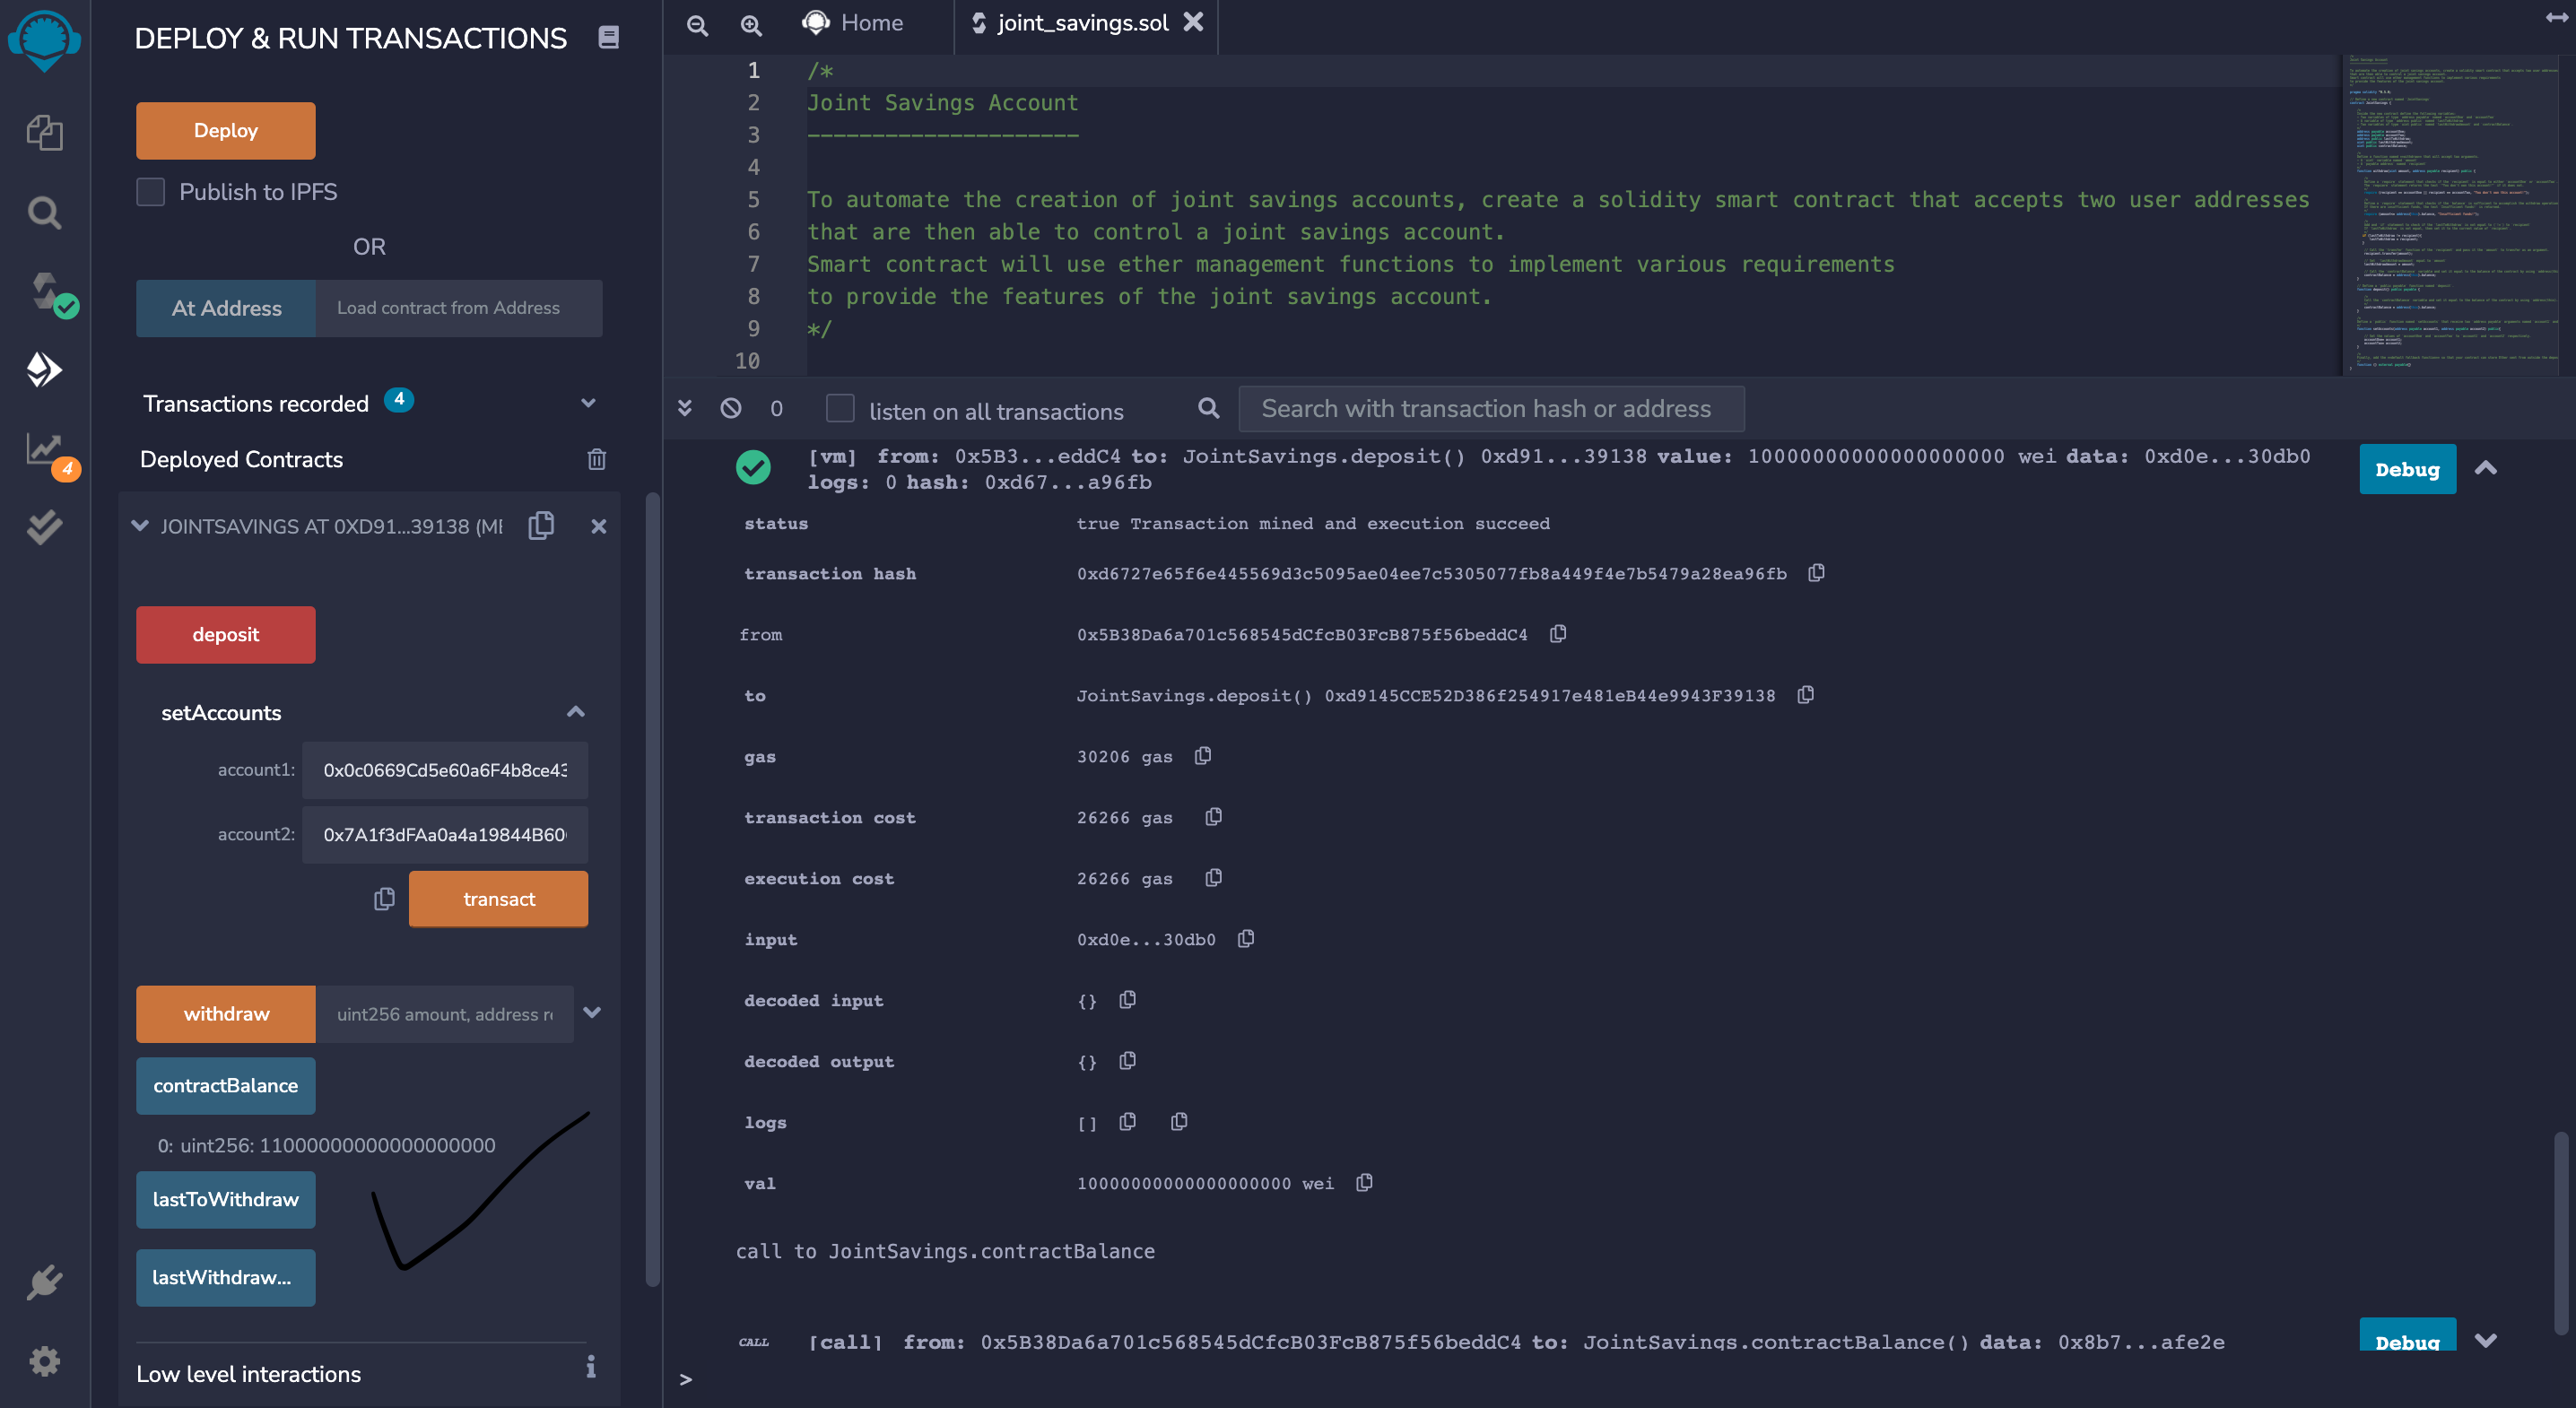 DEPLOY & RUN TRANSACTIONS
Deploy
Publish to IPFS
OR
At Address
Load contract from Address
Transactions recorded 4
Deployed Contracts
4
JOINTSAVINGS AT 0XD91...39138 (ME
deposit
setAccounts
account1: 0x0c0669Cd5e60a6F4b8ce43
account2: 0x7A1f3dFAa0a4a19844B60
transact
withdraw
uint256 amount, address re
contractBalance
0: uint256: 11000000000000000000
lastToWithdraw
lastWithdraw...
Low level interactions
Home
joint_savings.sol
1 /*
2 Joint Savings Account
3 ---------------------
4
5 To automate the creation of joint savings accounts, create a solidity smart contract that accepts two user addresses
6 that are then able to control a joint savings account.
7 Smart contract will use ether management functions to implement various requirements
8 to provide the features of the joint savings account.
9 */
10
0
listen on all transactions
Search with transaction hash or address
[vm] from: 0x5B3...eddC4 to: JointSavings.deposit() 0xd91...39138 value: 10000000000000000000 wei data: 0xd0e...30db0
logs: 0 hash: 0xd67...a96fb
Debug
status true Transaction mined and execution succeed
transaction hash 0xd6727e65f6e445569d3c5095ae04ee7c5305077fb8a449f4e7b5479a28ea96fb
from 0x5B38Da6a701c568545dCfcB03FcB875f56beddC4
to JointSavings.deposit() 0xd9145CCE52D386f254917e481eB44e9943F39138
gas 30206 gas
transaction cost 26266 gas
execution cost 26266 gas
input 0xd0e...30db0
decoded input {}
decoded output {}
logs []
val 10000000000000000000 wei
call to JointSavings.contractBalance
CALL [call] from: 0x5B38Da6a701c568545dCfcB03FcB875f56beddC4 to: JointSavings.contractBalance() data: 0x8b7...afe2e
Debug
>